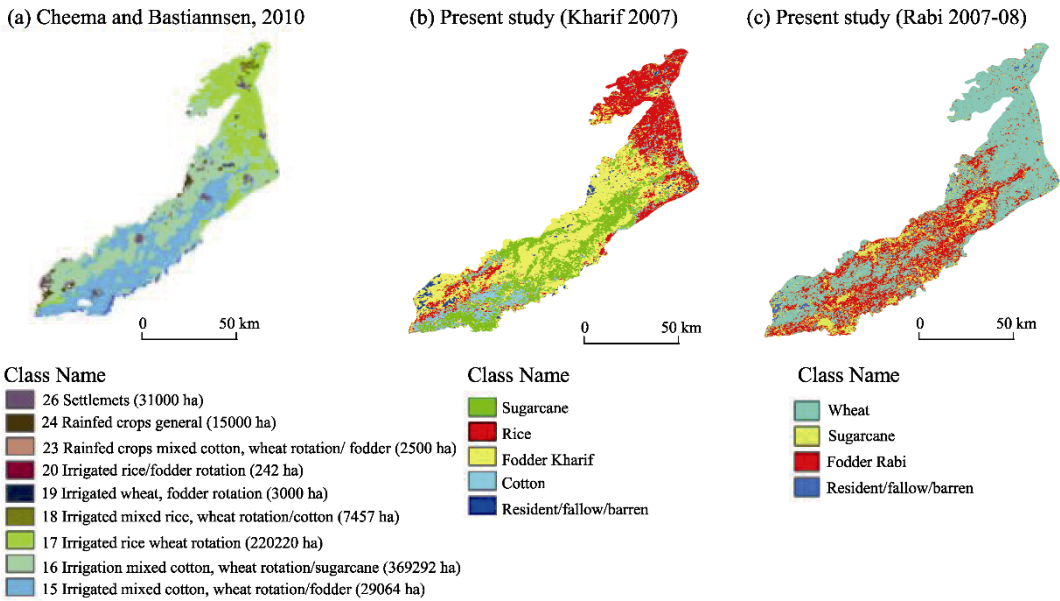 (a) Cheema and Bastiannsen, 2010
(b) Present study (Kharif 2007)
(c) Present study (Rabi 2007-08)
0 50 km
0 50 km
0 50 km
Class Name
26 Settlemets (31000 ha)
24 Rainfed crops general (15000 ha)
23 Rainfed crops mixed cotton, wheat rotation/ fodder (2500 ha)
20 Irrigated rice/fodder rotation (242 ha)
19 Irrigated wheat, fodder rotation (3000 ha)
18 Irrigated mixed rice, wheat rotation/cotton (7457 ha)
17 Irrigated rice wheat rotation (220220 ha)
16 Irrigation mixed cotton, wheat rotation/sugarcane (369292 ha)
15 Irrigated mixed cotton, wheat rotation/fodder (29064 ha)
Class Name
Sugarcane
Rice
Fodder Kharif
Cotton
Resident/fallow/barren
Class Name
Wheat
Sugarcane
Fodder Rabi
Resident/fallow/barren